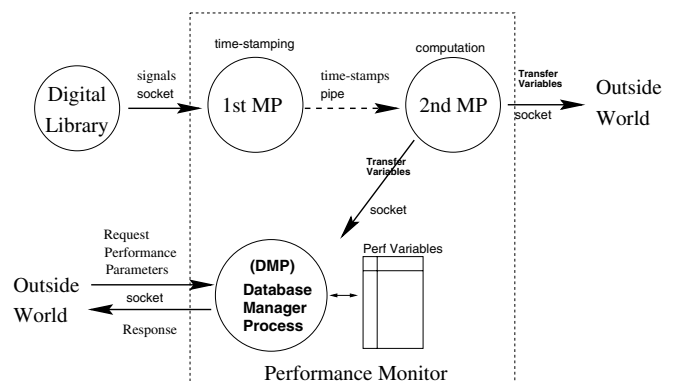 time-stamping
computation
signals
socket
time-stamps
pipe
Transfer
Variables
socket
Digital
Library
1st MP
2nd MP
Outside
World
Transfer
Variables
socket
Request
Performance
Parameters
socket
Response
Outside
World
(DMP)
Database
Manager
Process
Perf Variables
Performance Monitor